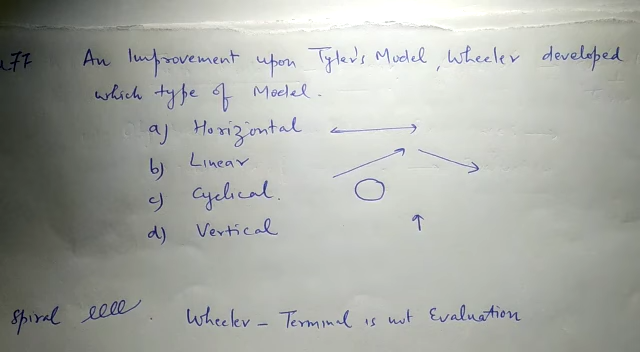 77 An Improvement upon Tyler's Model, Wheeler developed
which type of Model.
a) Horizontal
b) Linear
c) Cyclical.
d) Vertical
Spiral . Wheeler - Terminal is not Evaluation